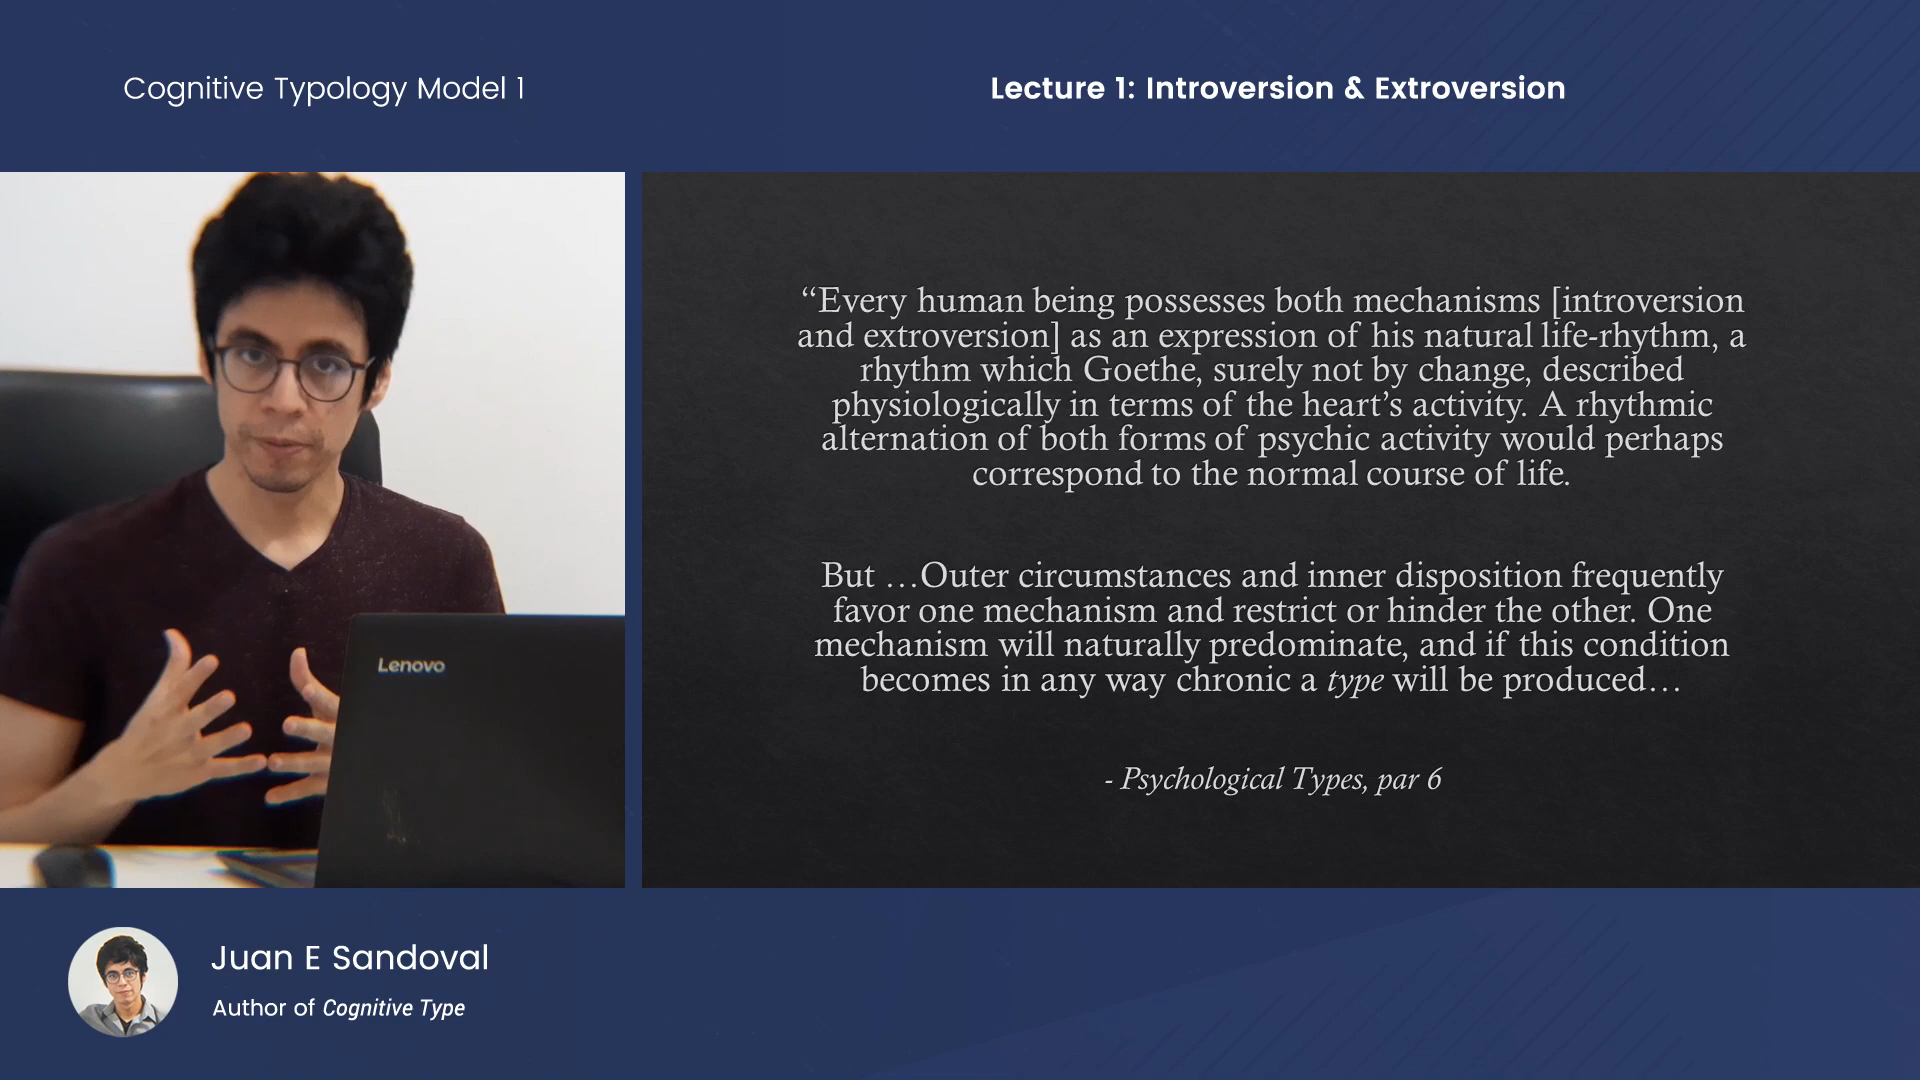 Cognitive Typology Model 1
Lecture 1: Introversion & Extroversion
“Every human being possesses both mechanisms [introversion
and extroversion] as an expression of his natural life-rhythm, a
rhythm which Goethe, surely not by change, described
physiologically in terms of the heart’s activity. A rhythmic
alternation of both forms of psychic activity would perhaps
correspond to the normal course of life.
But …Outer circumstances and inner disposition frequently
favor one mechanism and restrict or hinder the other. One
mechanism will naturally predominate, and if this condition
becomes in any way chronic a type will be produced…
- Psychological Types, par 6
Lenovo
Juan E Sandoval
Author of Cognitive Type